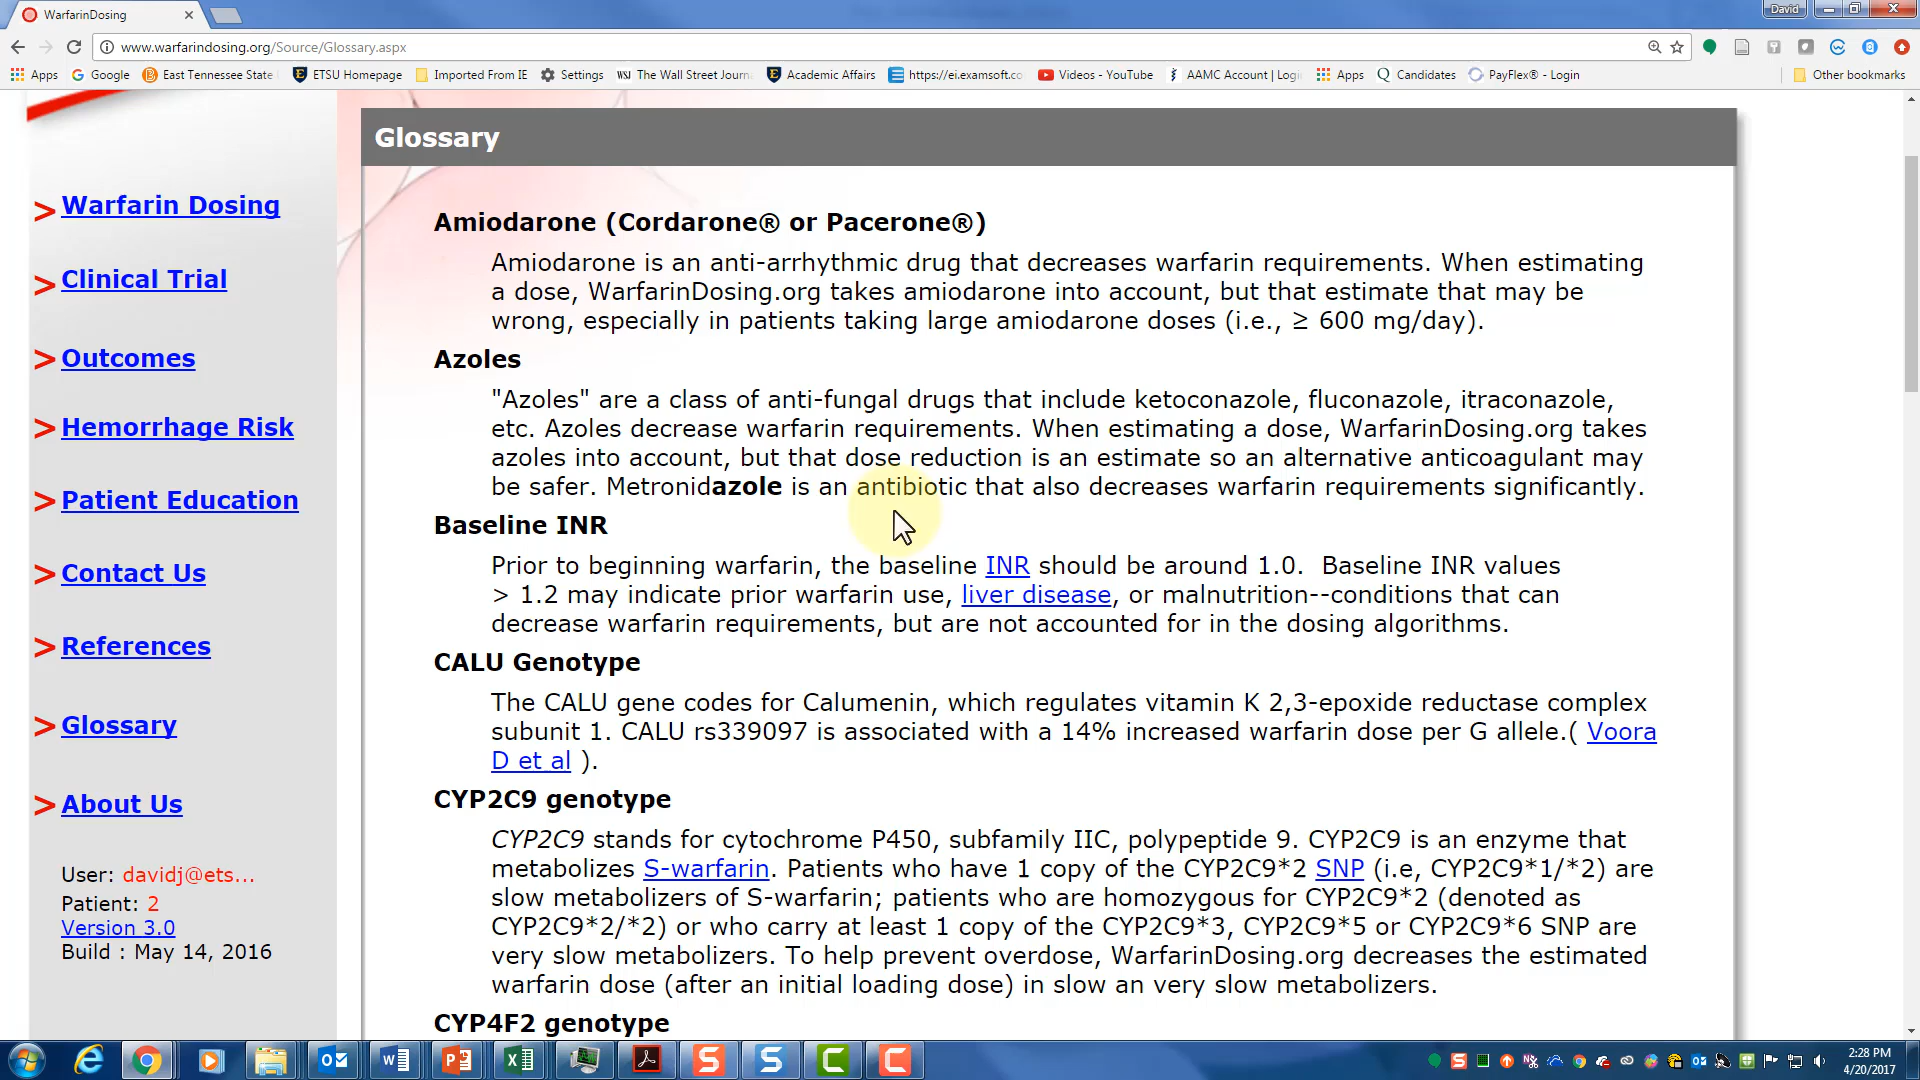 WarfarinDosing
David
www.warfarindosing.org/Source/Glossary.aspx
Apps Google East Tennessee State ETSU Homepage Imported From IE Settings The Wall Street Journ Academic Affairs https://ei.examsoft.co Videos - YouTube AAMC Account | Logi Apps Candidates PayFlex® - Login Other bookmarks
Glossary
> Warfarin Dosing
> Clinical Trial
> Outcomes
> Hemorrhage Risk
> Patient Education
> Contact Us
> References
> Glossary
> About Us
User: davidj@ets...
Patient: 2
Version 3.0
Build : May 14, 2016
Amiodarone (Cordarone® or Pacerone®)
Amiodarone is an anti-arrhythmic drug that decreases warfarin requirements. When estimating
a dose, WarfarinDosing.org takes amiodarone into account, but that estimate that may be
wrong, especially in patients taking large amiodarone doses (i.e., ≥ 600 mg/day).
Azoles
"Azoles" are a class of anti-fungal drugs that include ketoconazole, fluconazole, itraconazole,
etc. Azoles decrease warfarin requirements. When estimating a dose, WarfarinDosing.org takes
azoles into account, but that dose reduction is an estimate so an alternative anticoagulant may
be safer. Metronidazole is an antibiotic that also decreases warfarin requirements significantly.
Baseline INR
Prior to beginning warfarin, the baseline INR should be around 1.0. Baseline INR values
> 1.2 may indicate prior warfarin use, liver disease, or malnutrition--conditions that can
decrease warfarin requirements, but are not accounted for in the dosing algorithms.
CALU Genotype
The CALU gene codes for Calumenin, which regulates vitamin K 2,3-epoxide reductase complex
subunit 1. CALU rs339097 is associated with a 14% increased warfarin dose per G allele.( Voora
D et al ).
CYP2C9 genotype
CYP2C9 stands for cytochrome P450, subfamily IIC, polypeptide 9. CYP2C9 is an enzyme that
metabolizes S-warfarin. Patients who have 1 copy of the CYP2C9*2 SNP (i.e, CYP2C9*1/*2) are
slow metabolizers of S-warfarin; patients who are homozygous for CYP2C9*2 (denoted as
CYP2C9*2/*2) or who carry at least 1 copy of the CYP2C9*3, CYP2C9*5 or CYP2C9*6 SNP are
very slow metabolizers. To help prevent overdose, WarfarinDosing.org decreases the estimated
warfarin dose (after an initial loading dose) in slow an very slow metabolizers.
CYP4F2 genotype
2:28 PM
4/20/2017